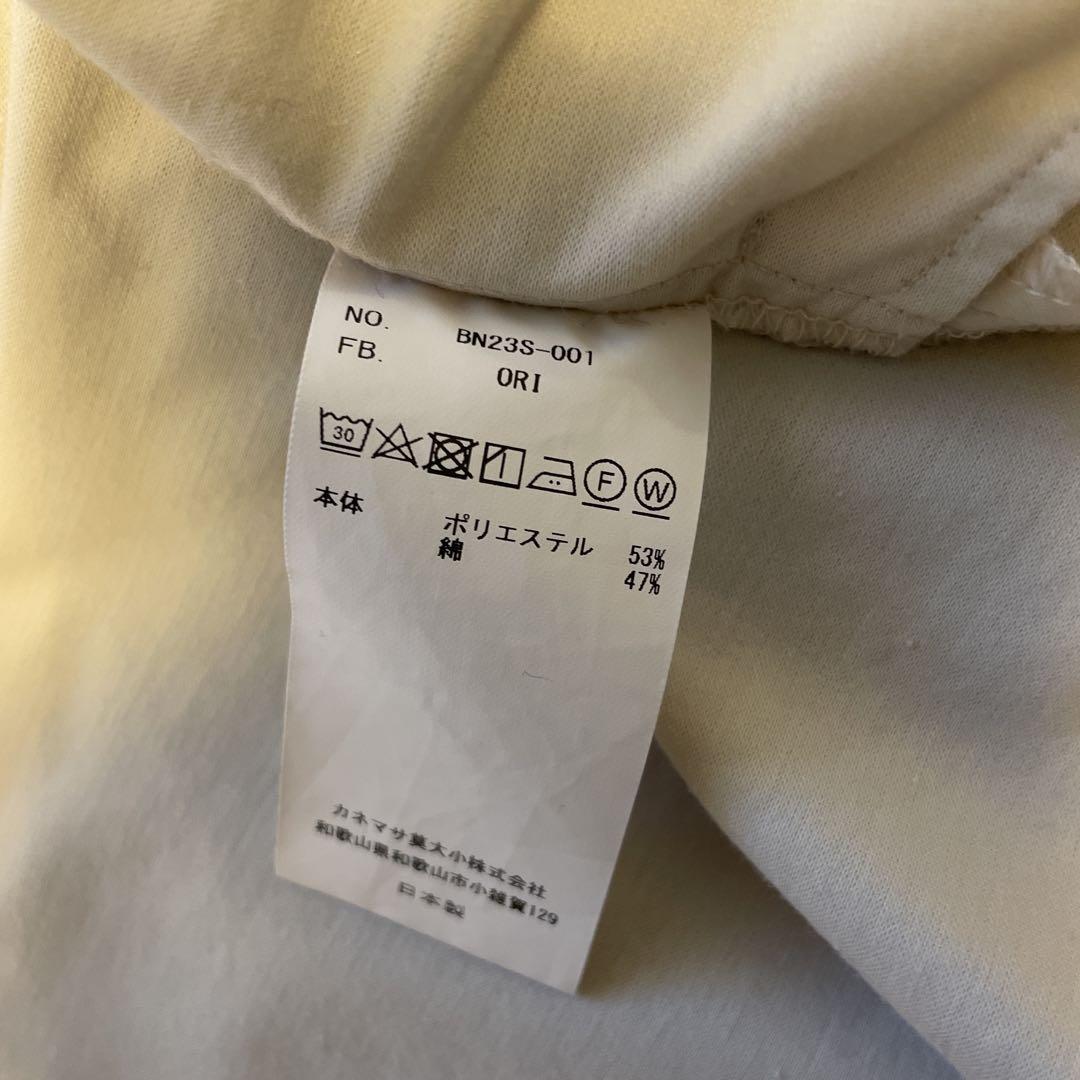 NO. BN23S-001
FB. ORI
30
F W
本体 ポリエステル 53%
綿 47%
カネマサ莫大小株式会社
和歌山県和歌山市小雑賀129
日本製